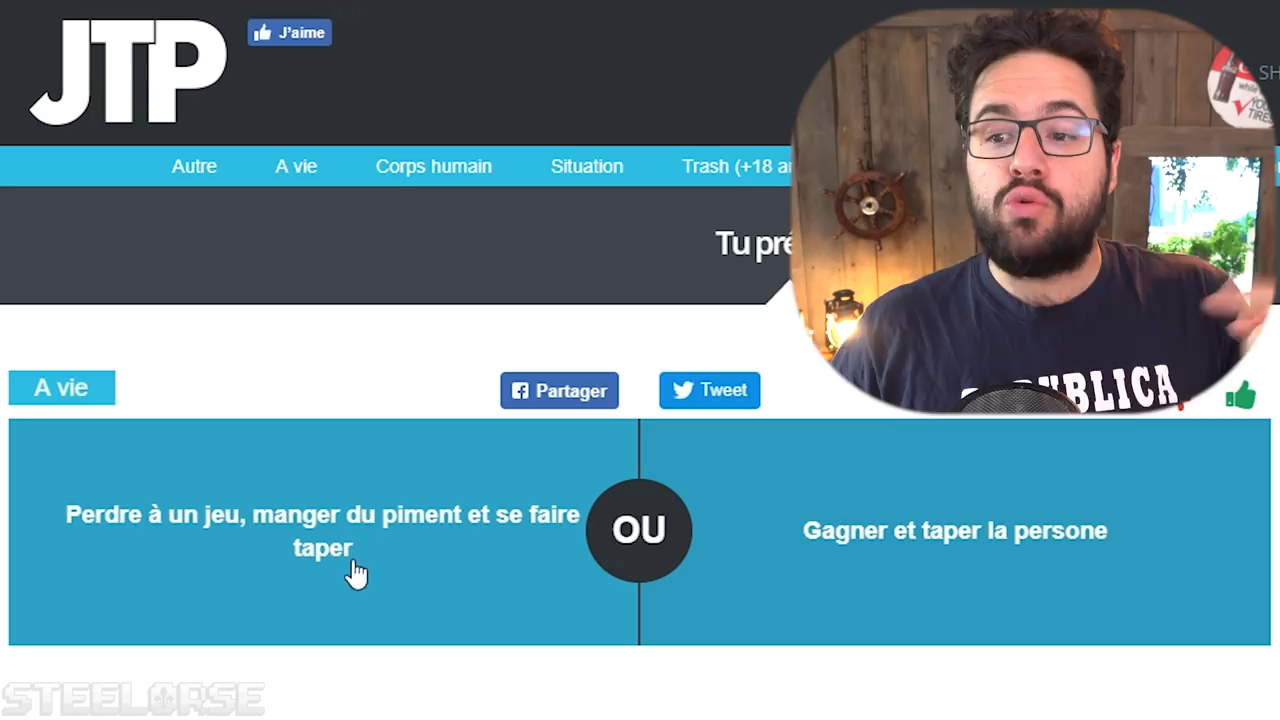 JTP
J'aime
Autre A vie Corps humain Situation Trash (+18 an
Tu pré
A vie
Partager
Tweet
Perdre à un jeu, manger du piment et se faire
taper
OU
Gagner et taper la persone
STEELORSE